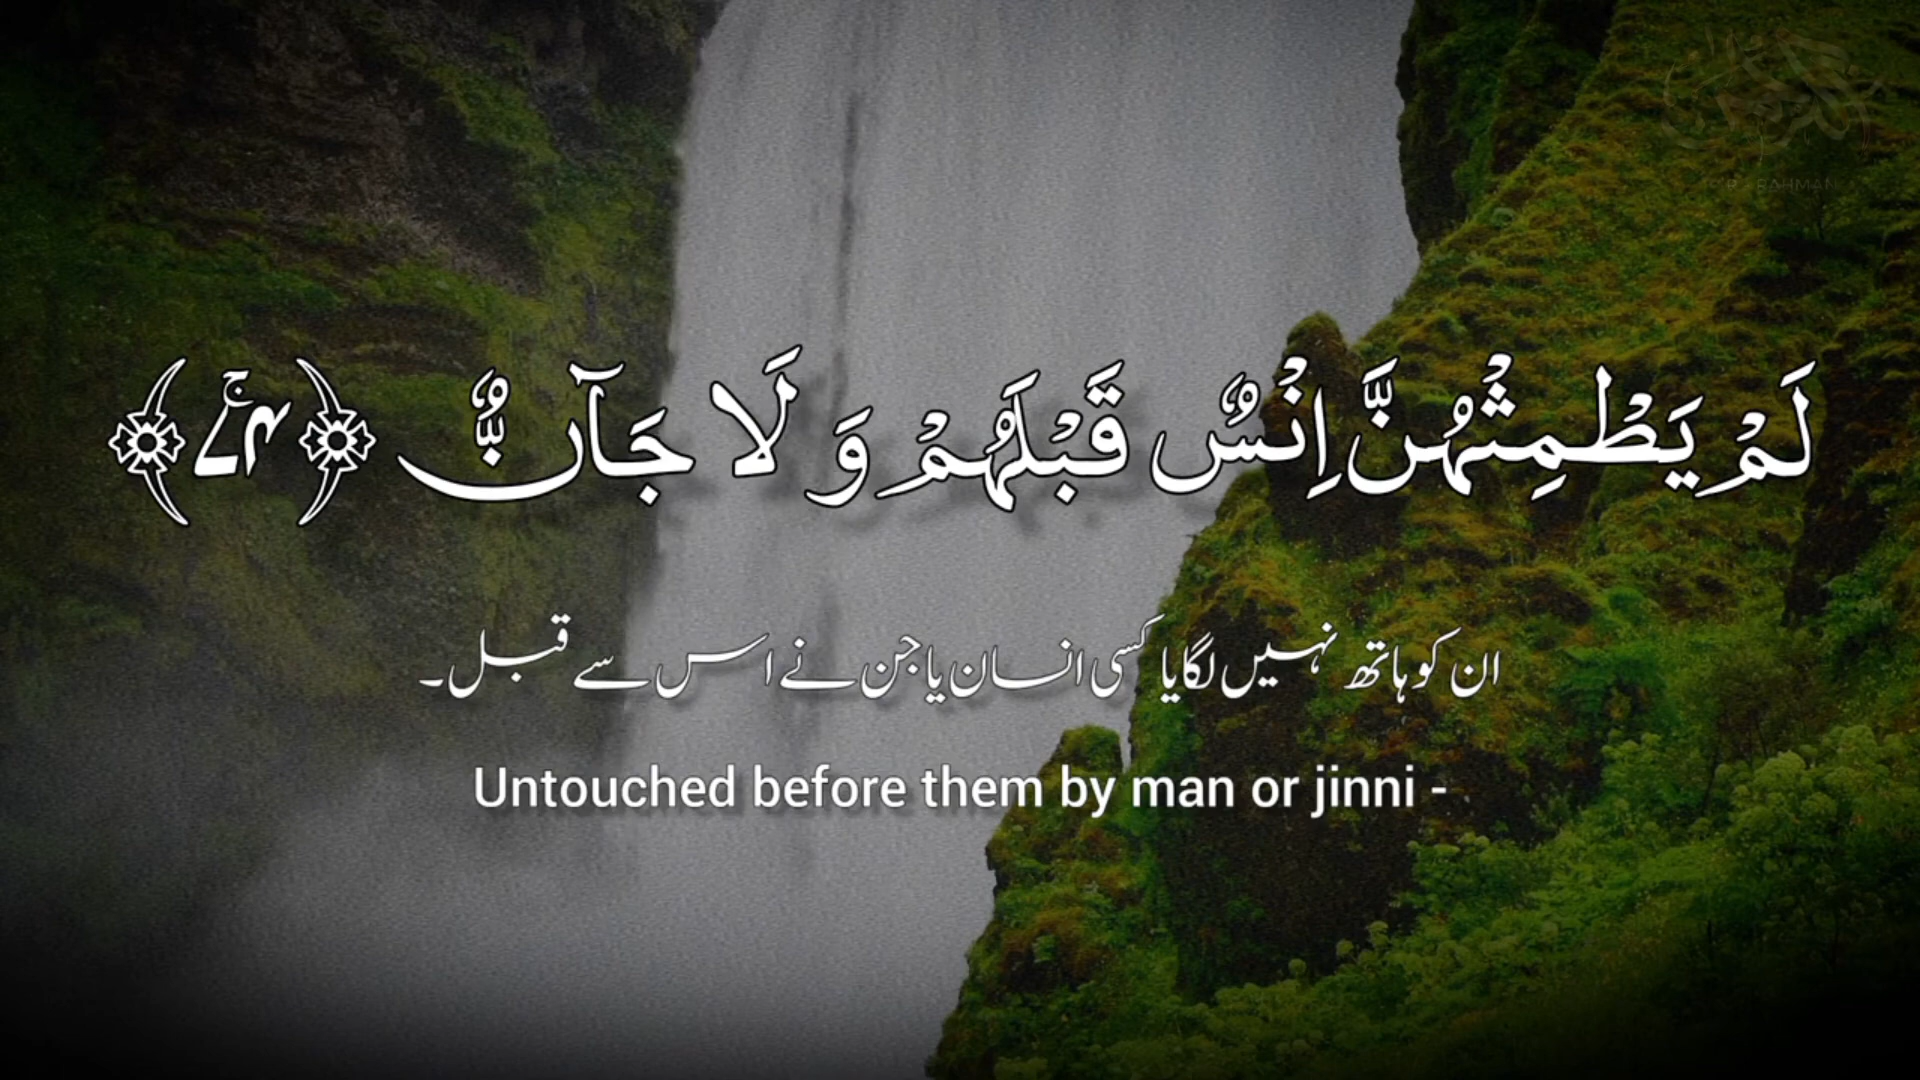 لَمْ يَطْمِثْهُنَّ اِنْسٌ قَبْلَهُمْ وَ لَا جَآنٌّ ﴿ۚ۷۴﴾
ان کو ہاتھ نہیں لگایا کسی انسان یا جن نے اس سے قبل۔
Untouched before them by man or jinni -